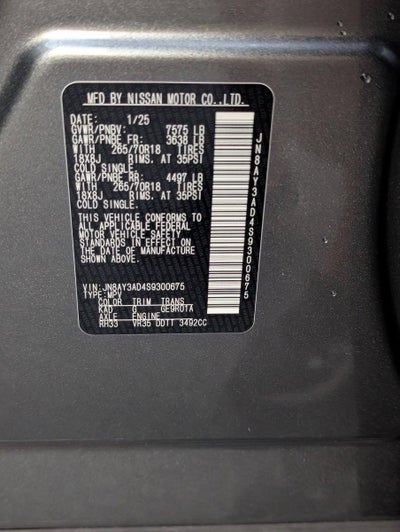 MFD BY NISSAN MOTOR CO.,LTD.
DATE: 1/25
GVWR/PNBV: 7575 LB
GAWR/PNBE FR: 3638 LB
WITH 265/70R18 TIRES
18X8J RIMS, AT 35PSI
COLD SINGLE.
GAWR/PNBE RR: 4497 LB
WITH 265/70R18 TIRES
18X8J RIMS, AT 35PSI
COLD SINGLE.
THIS VEHICLE CONFORMS TO
ALL APPLICABLE FEDERAL
MOTOR VEHICLE SAFETY
STANDARDS IN EFFECT ON
THE DATE OF MANUFACTURE
SHOWN ABOVE.
VIN:JN8AY3AD4S9300675
TYPE:MPV
COLOR TRIM TRANS
KAD G GE9R01A
AXLE ENGINE
RH33 VR35 DDTT 3492CC
JN8AY3AD4S9300675